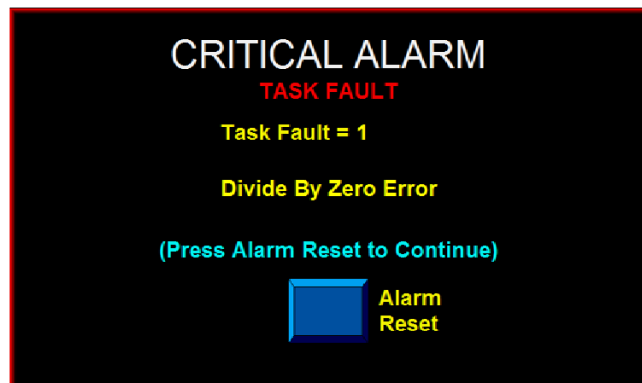 CRITICAL ALARM
TASK FAULT
Task Fault = 1
Divide By Zero Error
(Press Alarm Reset to Continue)
Alarm
Reset